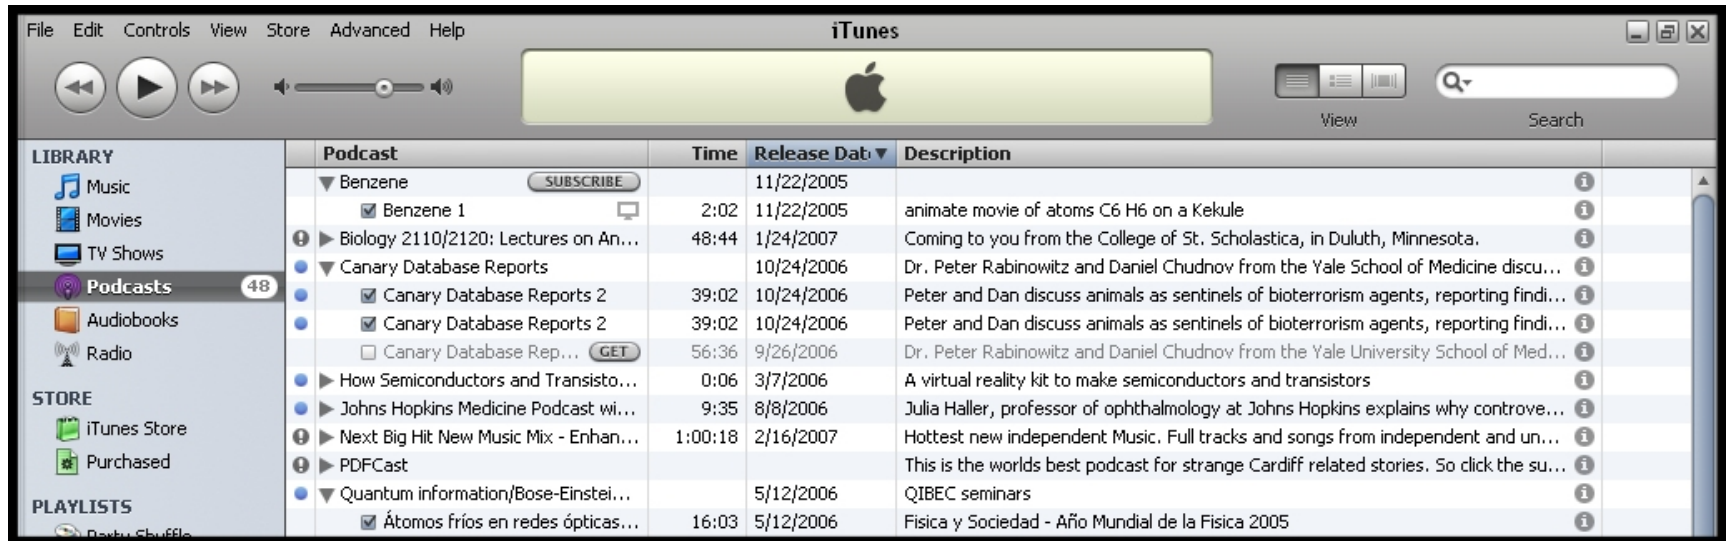 File Edit Controls View Store Advanced Help iTunes
View Search
LIBRARY
Music
Movies
TV Shows
Podcasts 48
Audiobooks
Radio
STORE
iTunes Store
Purchased
PLAYLISTS
Party Shuffle
Podcast Time Release Dat Description
Benzene SUBSCRIBE 11/22/2005
Benzene 1 2:02 11/22/2005 animate movie of atoms C6 H6 on a Kekule
Biology 2110/2120: Lectures on An... 48:44 1/24/2007 Coming to you from the College of St. Scholastica, in Duluth, Minnesota.
Canary Database Reports 10/24/2006 Dr. Peter Rabinowitz and Daniel Chudnov from the Yale School of Medicine discu...
Canary Database Reports 2 39:02 10/24/2006 Peter and Dan discuss animals as sentinels of bioterrorism agents, reporting findi...
Canary Database Reports 2 39:02 10/24/2006 Peter and Dan discuss animals as sentinels of bioterrorism agents, reporting findi...
Canary Database Rep... GET 56:36 9/26/2006 Dr. Peter Rabinowitz and Daniel Chudnov from the Yale University School of Med...
How Semiconductors and Transisto... 0:06 3/7/2006 A virtual reality kit to make semiconductors and transistors
Johns Hopkins Medicine Podcast wi... 9:35 8/8/2006 Julia Haller, professor of ophthalmology at Johns Hopkins explains why controve...
Next Big Hit New Music Mix - Enhan... 1:00:18 2/16/2007 Hottest new independent Music. Full tracks and songs from independent and un...
PDFCast This is the worlds best podcast for strange Cardiff related stories. So click the su...
Quantum information/Bose-Einstei... 5/12/2006 QIBEC seminars
Átomos fríos en redes ópticas... 16:03 5/12/2006 Fisica y Sociedad - Año Mundial de la Fisica 2005